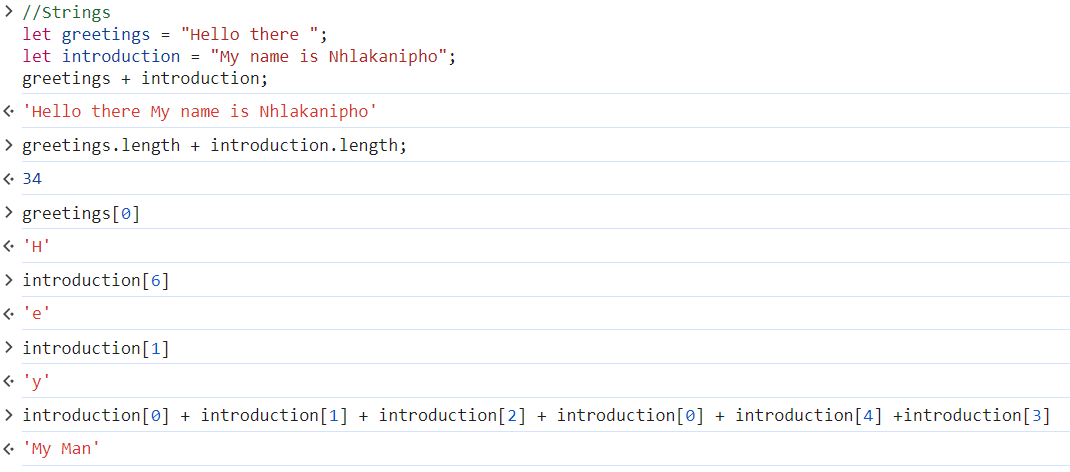 > //Strings
let greetings = "Hello there ";
let introduction = "My name is Nhlakanipho";
greetings + introduction;
'Hello there My name is Nhlakanipho'
> greetings.length + introduction.length;
34
> greetings[0]
'H'
> introduction[6]
'e'
> introduction[1]
'y'
> introduction[0] + introduction[1] + introduction[2] + introduction[0] + introduction[4] +introduction[3]
'My Man'